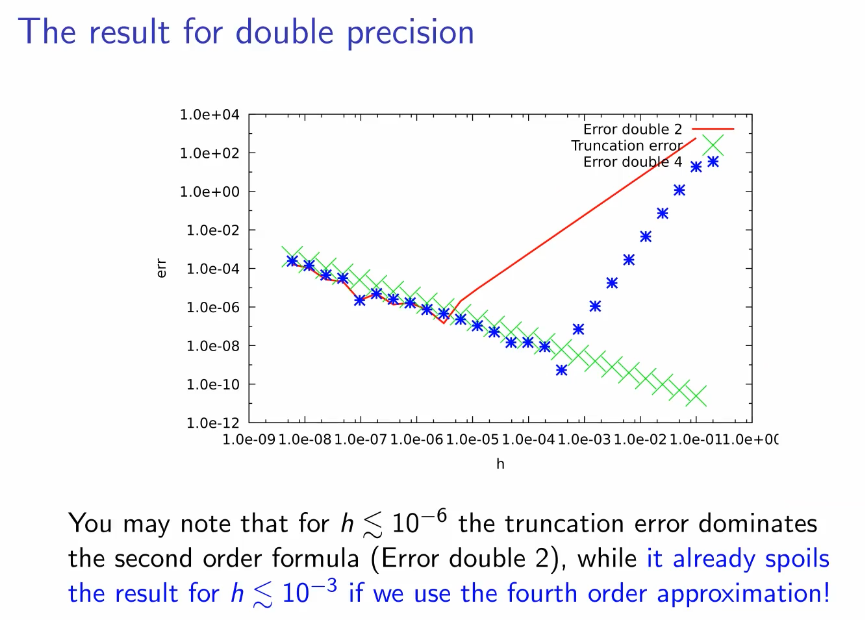 The result for double precision
1.0e+04
1.0e+02
1.0e+00
1.0e-02
1.0e-04
1.0e-06
1.0e-08
1.0e-10
1.0e-12
err
Error double 2
Truncation error
Error double 4
1.0e-09 1.0e-08 1.0e-07 1.0e-06 1.0e-05 1.0e-04 1.0e-03 1.0e-02 1.0e-01 1.0e+00
h
You may note that for h ≲ 10⁻⁶ the truncation error dominates
the second order formula (Error double 2), while it already spoils
the result for h ≲ 10⁻³ if we use the fourth order approximation!